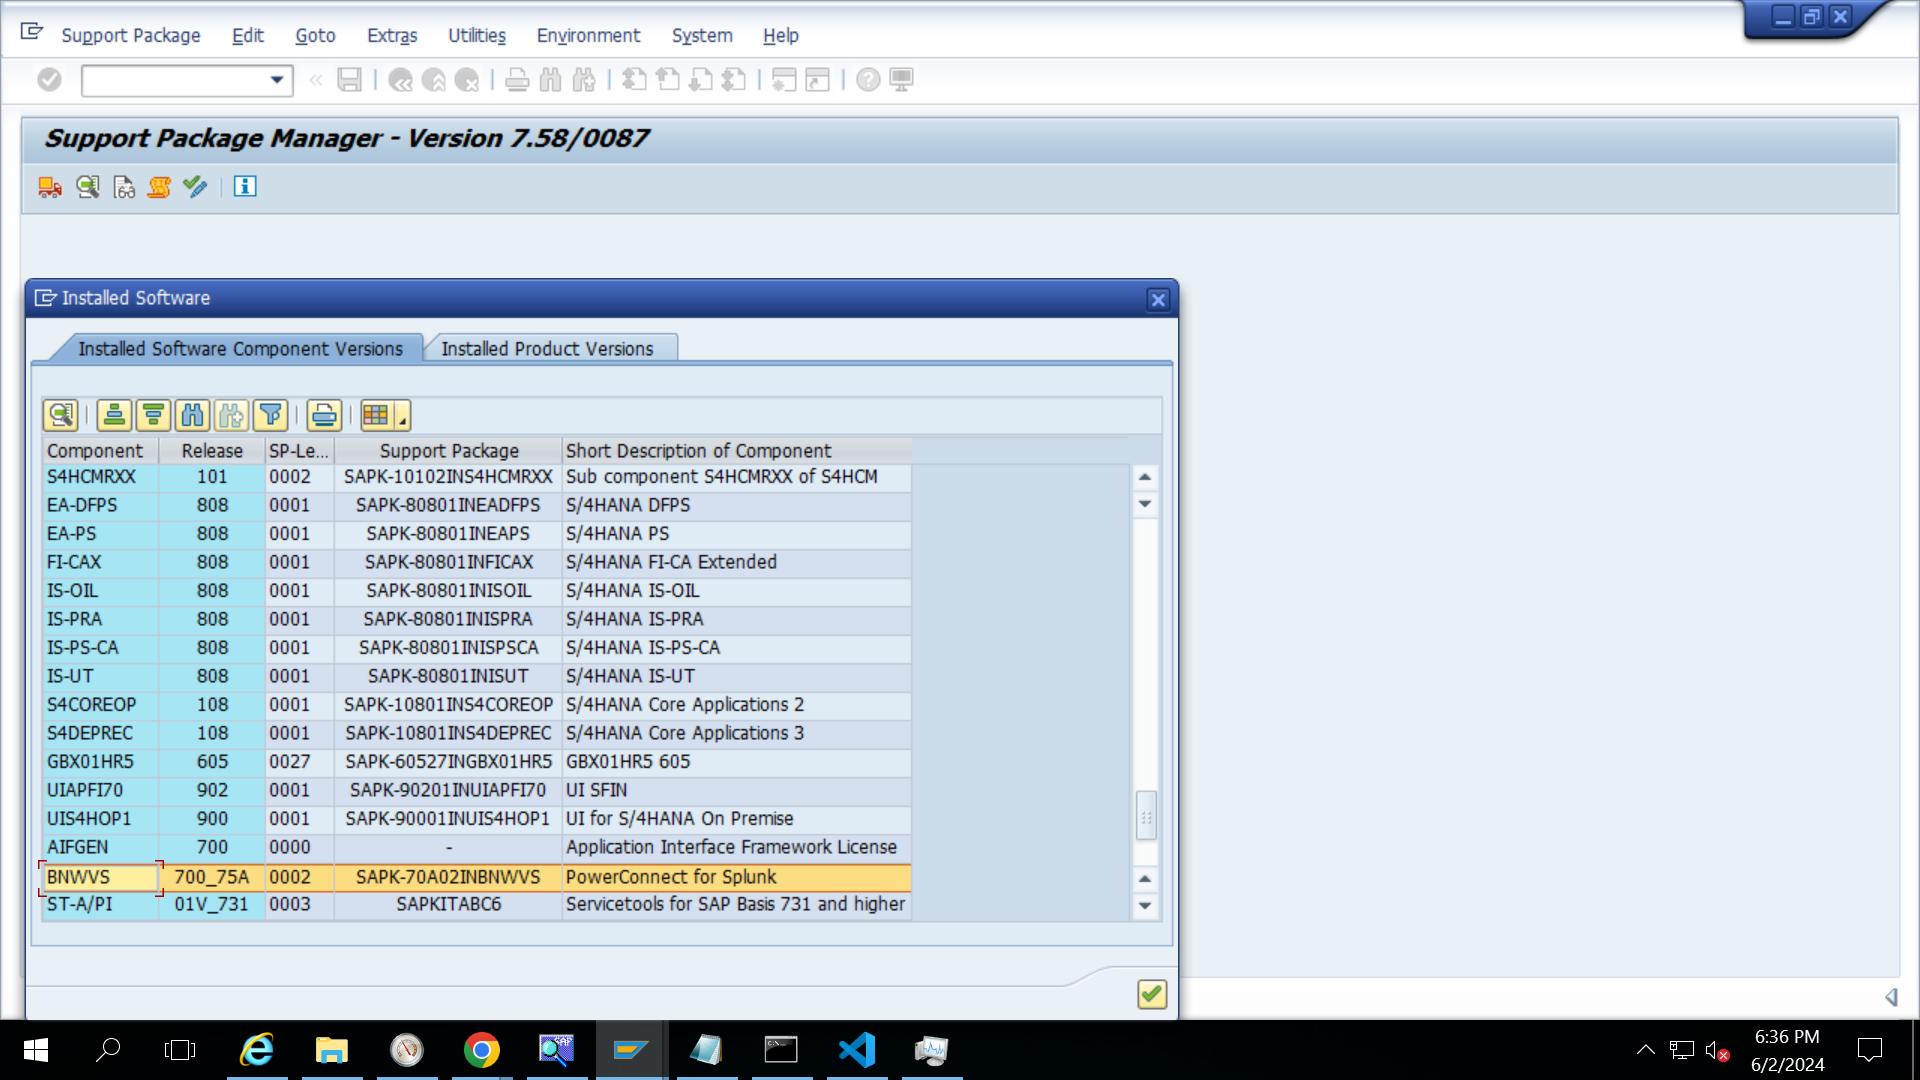 Support Package Edit Goto Extras Utilities Environment System Help
Support Package Manager - Version 7.58/0087
Installed Software
Installed Software Component Versions Installed Product Versions
Component Release SP-Le... Support Package Short Description of Component
S4HCMRXX 101 0002 SAPK-10102INS4HCMRXX Sub component S4HCMRXX of S4HCM
EA-DFPS 808 0001 SAPK-80801INEADFPS S/4HANA DFPS
EA-PS 808 0001 SAPK-80801INEAPS S/4HANA PS
FI-CAX 808 0001 SAPK-80801INFICAX S/4HANA FI-CA Extended
IS-OIL 808 0001 SAPK-80801INISOIL S/4HANA IS-OIL
IS-PRA 808 0001 SAPK-80801INISPRA S/4HANA IS-PRA
IS-PS-CA 808 0001 SAPK-80801INISPSCA S/4HANA IS-PS-CA
IS-UT 808 0001 SAPK-80801INISUT S/4HANA IS-UT
S4COREOP 108 0001 SAPK-10801INS4COREOP S/4HANA Core Applications 2
S4DEPREC 108 0001 SAPK-10801INS4DEPREC S/4HANA Core Applications 3
GBX01HR5 605 0027 SAPK-60527INGBX01HR5 GBX01HR5 605
UIAPFI70 902 0001 SAPK-90201INUIAPFI70 UI SFIN
UIS4HOP1 900 0001 SAPK-90001INUIS4HOP1 UI for S/4HANA On Premise
AIFGEN 700 0000 - Application Interface Framework License
BNWVS 700_75A 0002 SAPK-70A02INBNWVS PowerConnect for Splunk
ST-A/PI 01V_731 0003 SAPKITABC6 Servicetools for SAP Basis 731 and higher
SAP
6:36 PM
6/2/2024